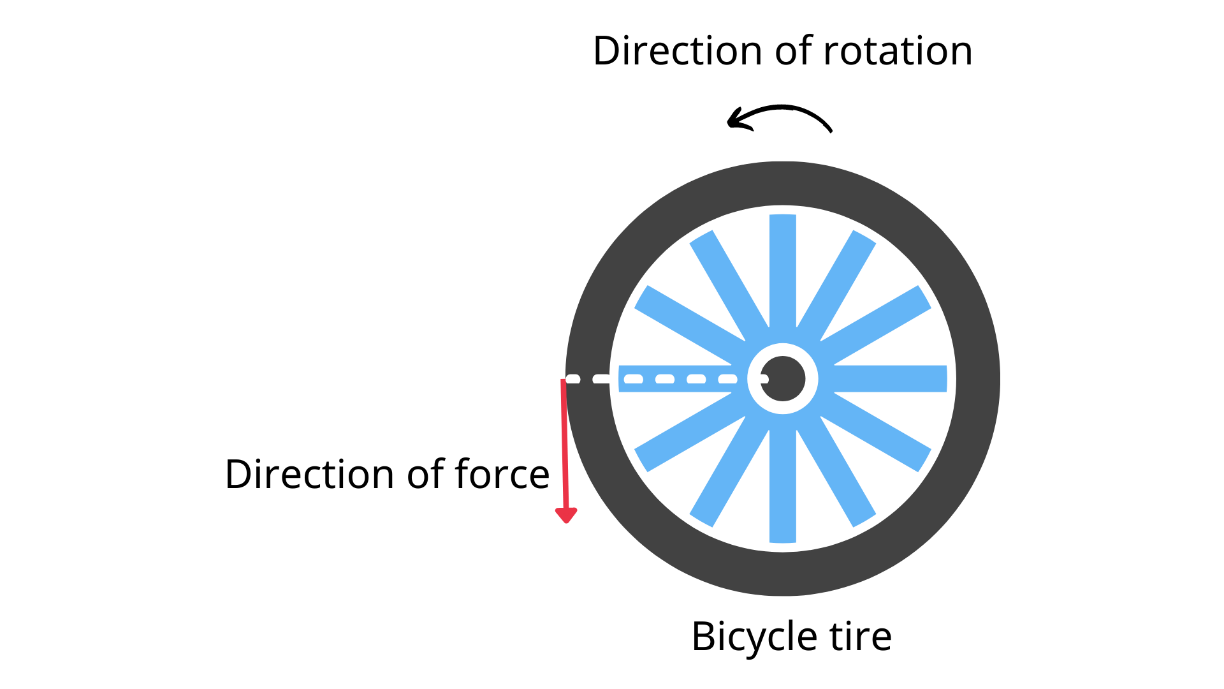 Direction of rotation
Direction of force
Bicycle tire